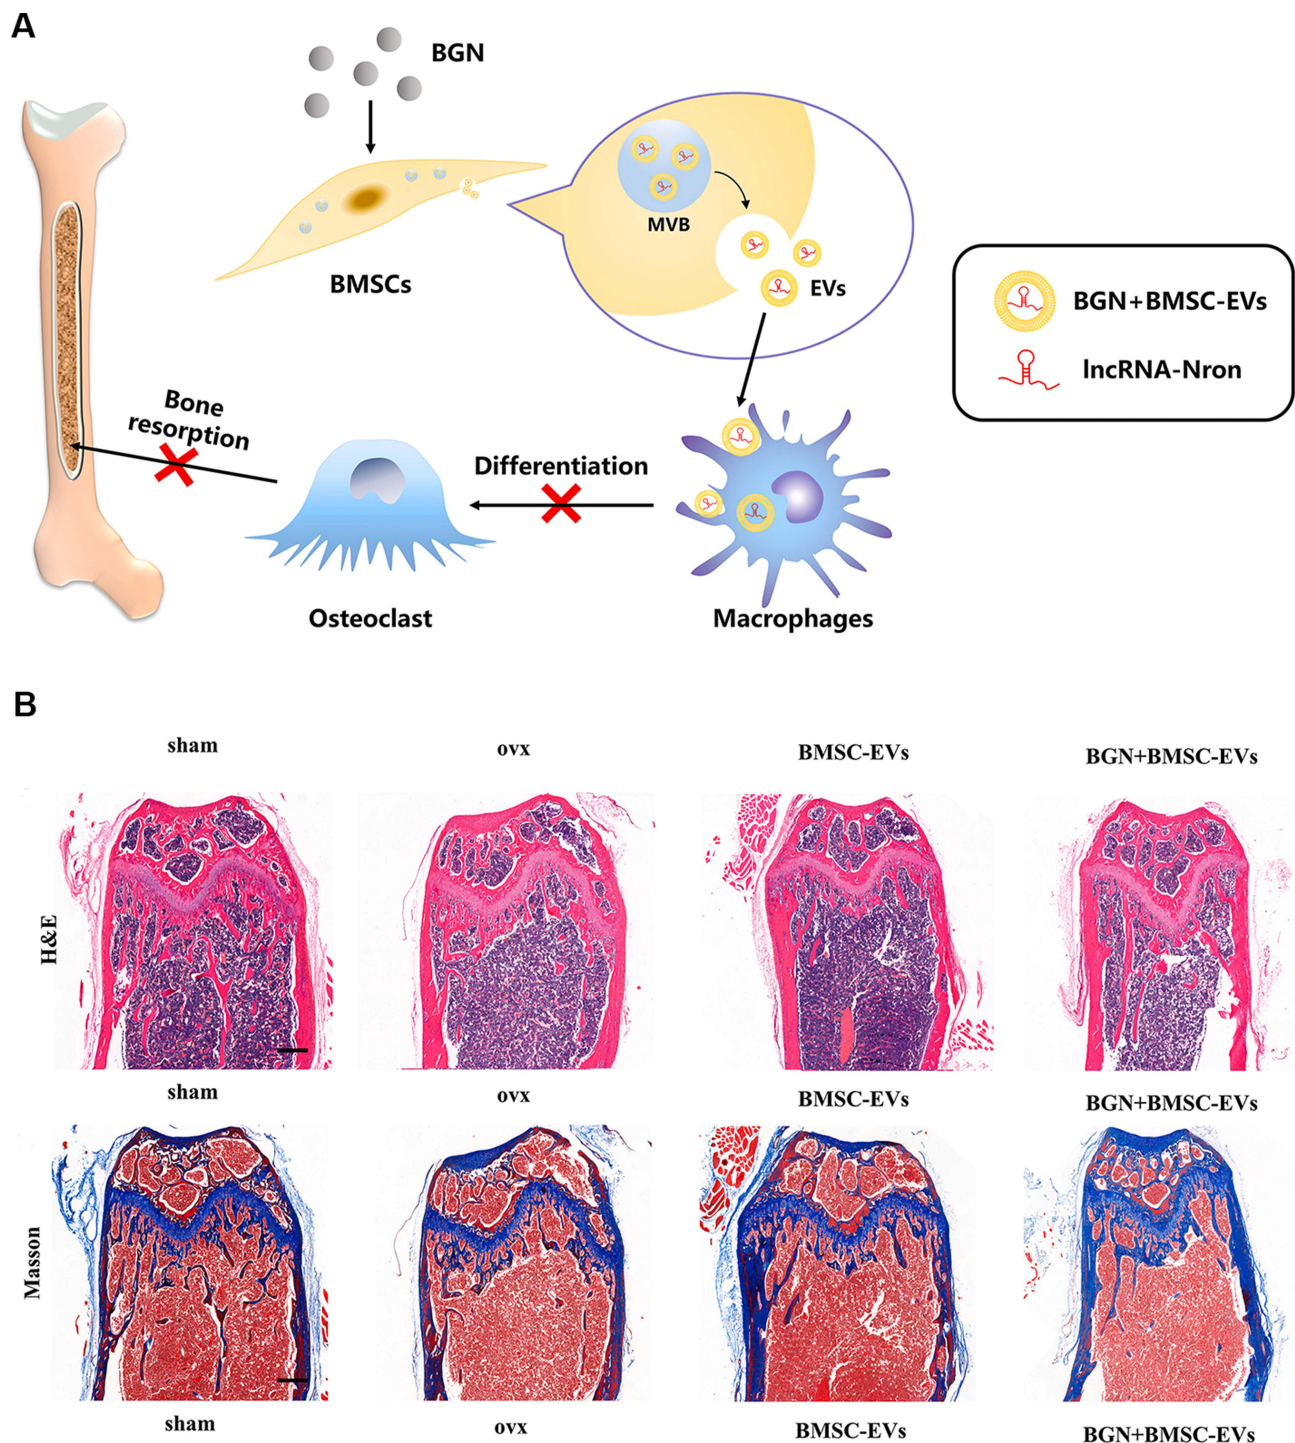 A
BGN
BMSCs
MVB
EVs
BGN+BMSC-EVs
lncRNA-Nron
Bone
resorption
Differentiation
Osteoclast
Macrophages
B
sham
ovx
BMSC-EVs
BGN+BMSC-EVs
H&E
sham
ovx
BMSC-EVs
BGN+BMSC-EVs
Masson
sham
ovx
BMSC-EVs
BGN+BMSC-EVs